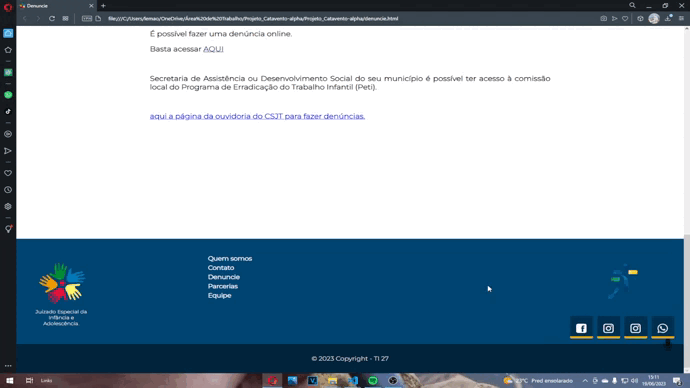 Denuncie
file:///C:/Users/lemao/OneDrive/Área%20de%20Trabalho/Projeto_Catavento-alpha/Projeto_Catavento-alpha/denuncie.html
É possível fazer uma denúncia online.
Basta acessar AQUI
Secretaria de Assistência ou Desenvolvimento Social do seu município é possível ter acesso à comissão
local do Programa de Erradicação do Trabalho Infantil (Peti).
aqui a página da ouvidoria do CSJT para fazer denúncias.
Quem somos
Contato
Denuncie
Parcerias
Equipe
Juizado Especial da
Infância e
Adolescência.
© 2023 Copyright - TI 27
Links
23°C Pred ensolarado
15:11
19/06/2023